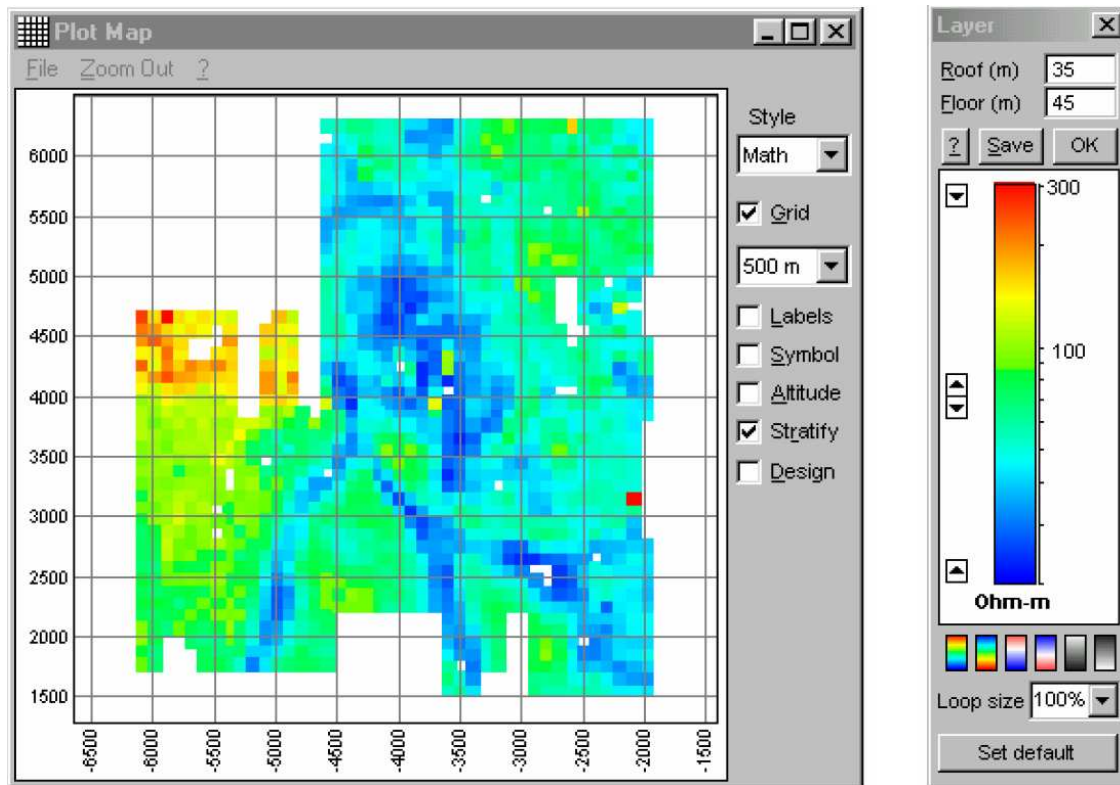 Plot Map
File Zoom Out ?
6000
5500
5000
4500
4000
3500
3000
2500
2000
1500
-6500
-6000
-5500
-5000
-4500
-4000
-3500
-3000
-2500
-2000
-1500
Style
Math
Grid
500 m
Labels
Symbol
Altitude
Stratify
Design
Layer
Roof (m) 35
Floor (m) 45
? Save OK
300
100
Ohm-m
Loop size 100%
Set default